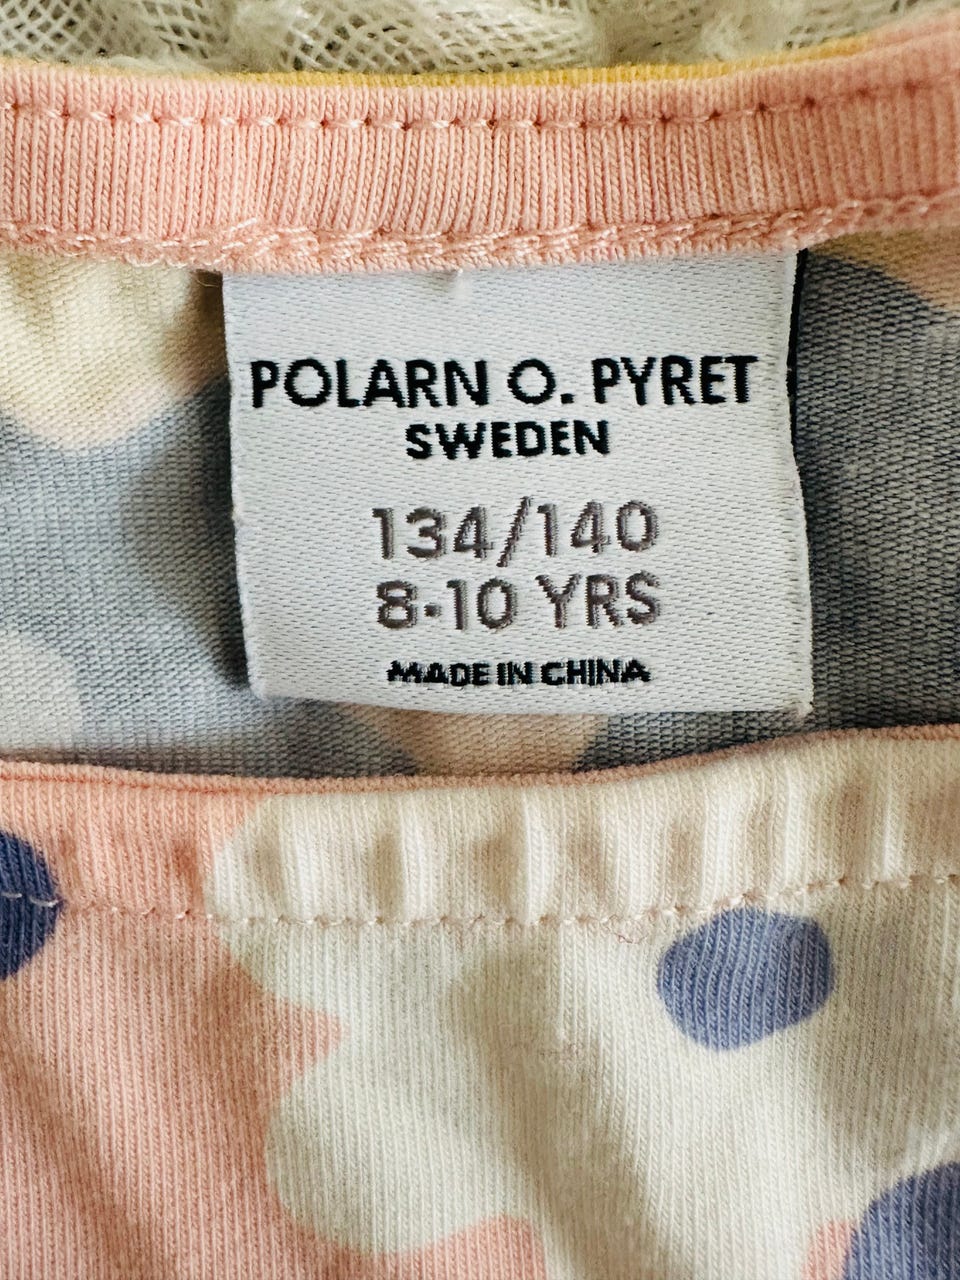 POLARN O. PYRET
SWEDEN
134/140
8-10 YRS
MADE IN CHINA